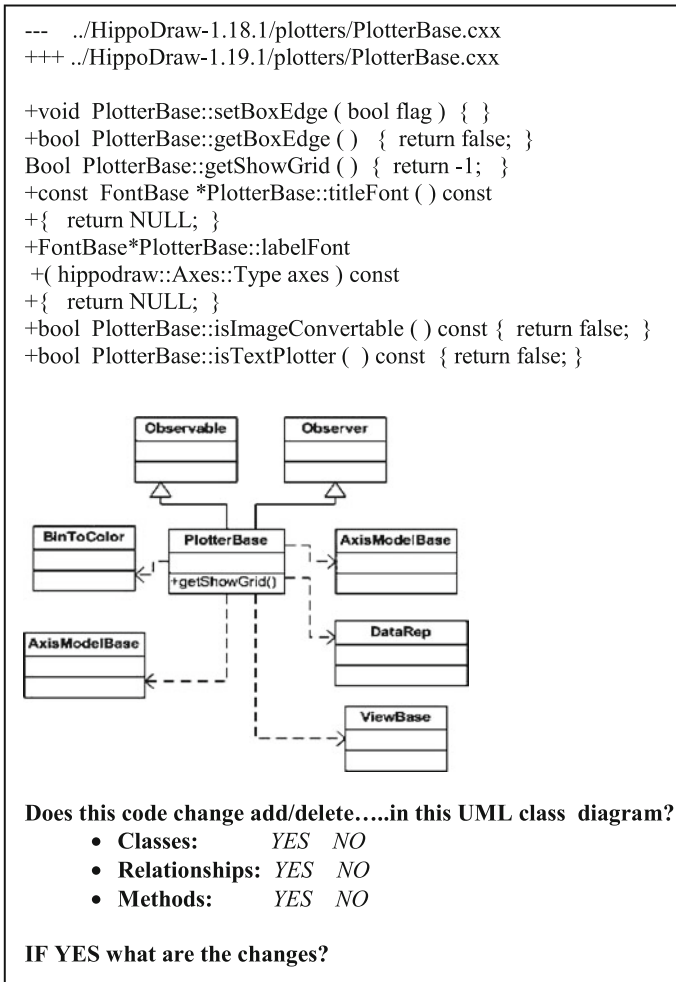 --- ../HippoDraw-1.18.1/plotters/PlotterBase.cxx
+++ ../HippoDraw-1.19.1/plotters/PlotterBase.cxx
+void PlotterBase::setBoxEdge ( bool flag ) { }
+bool PlotterBase::getBoxEdge ( ) { return false; }
Bool PlotterBase::getShowGrid ( ) { return -1; }
+const FontBase *PlotterBase::titleFont ( ) const
+{ return NULL; }
+FontBase*PlotterBase::labelFont
+( hippodraw::Axes::Type axes ) const
+{ return NULL; }
+bool PlotterBase::isImageConvertable ( ) const { return false; }
+bool PlotterBase::isTextPlotter ( ) const { return false; }
Observable
Observer
BinToColor
PlotterBase
AxisModelBase
+getShowGrid()
DataRep
AxisModelBase
ViewBase
Does this code change add/delete.....in this UML class diagram?
• Classes: YES NO
• Relationships: YES NO
• Methods: YES NO
IF YES what are the changes?